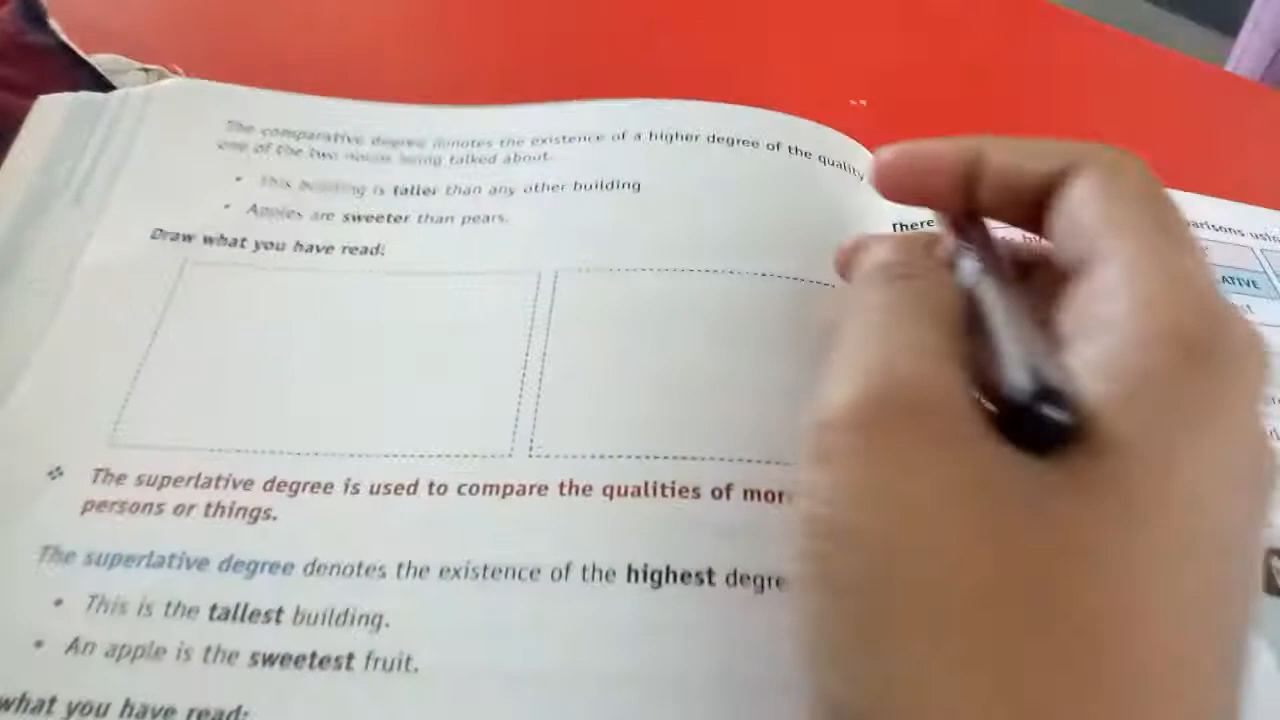 The comparative degree denotes the existence of a higher degree of the quality
one of the two nouns being talked about.
• This building is taller than any other building
• Apples are sweeter than pears.
Draw what you have read:
❖ The superlative degree is used to compare the qualities of mor
persons or things.
The superlative degree denotes the existence of the highest degre
• This is the tallest building.
• An apple is the sweetest fruit.
what you have read:
There
arisons usin
ATIVE